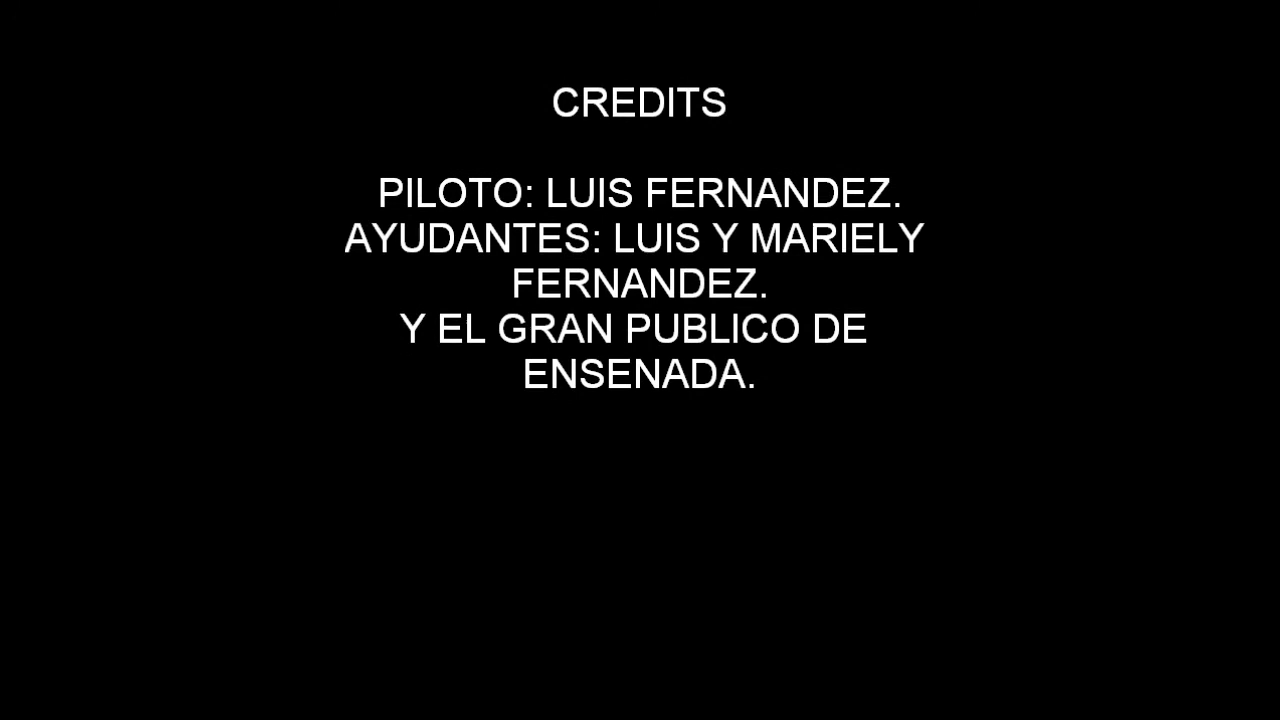 CREDITS
PILOTO: LUIS FERNANDEZ.
AYUDANTES: LUIS Y MARIELY
FERNANDEZ.
Y EL GRAN PUBLICO DE
ENSENADA.